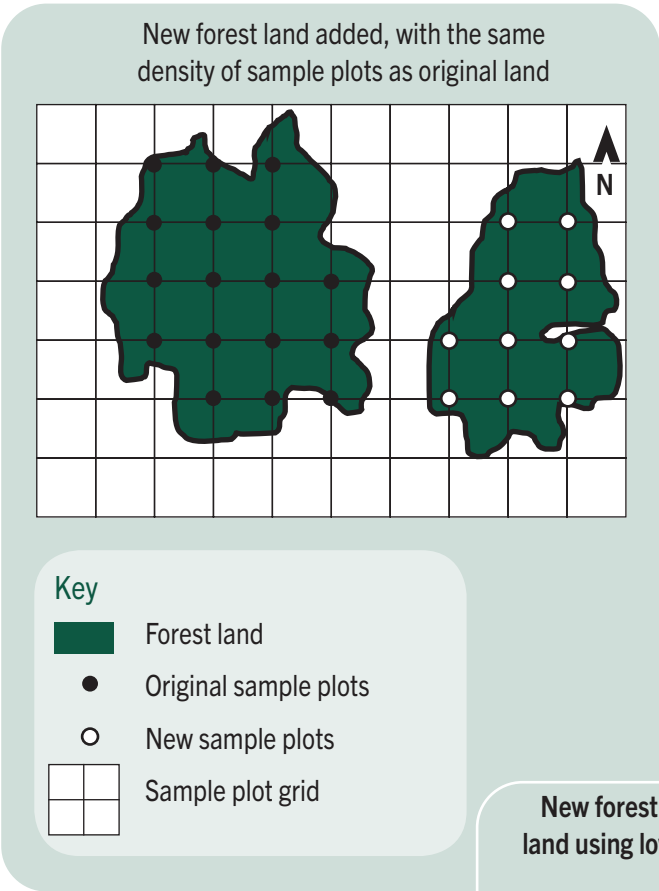 New forest land added, with the same
density of sample plots as original land
N
Key
Forest land
Original sample plots
New sample plots
Sample plot grid
New forest
land using